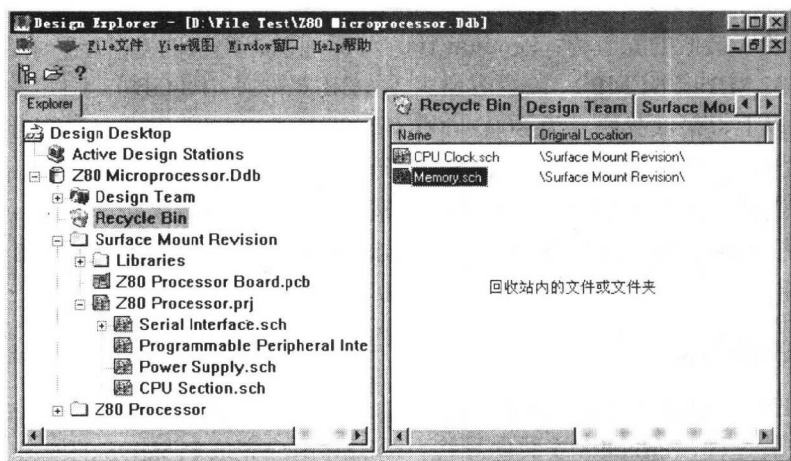 Design Explorer - [D:\File Test\Z80 Microprocessor.Ddb]
File文件 View视图 Window窗口 Help帮助
Explorer
Design Desktop
Active Design Stations
Z80 Microprocessor.Ddb
Design Team
Recycle Bin
Surface Mount Revision
Libraries
Z80 Processor Board.pcb
Z80 Processor.prj
Serial Interface.sch
Programmable Peripheral Inte
Power Supply.sch
CPU Section.sch
Z80 Processor
Recycle Bin Design Team Surface Mou
Name Original Location
CPU Clock.sch \Surface Mount Revision\
Memory.sch \Surface Mount Revision\
回收站内的文件或文件夹